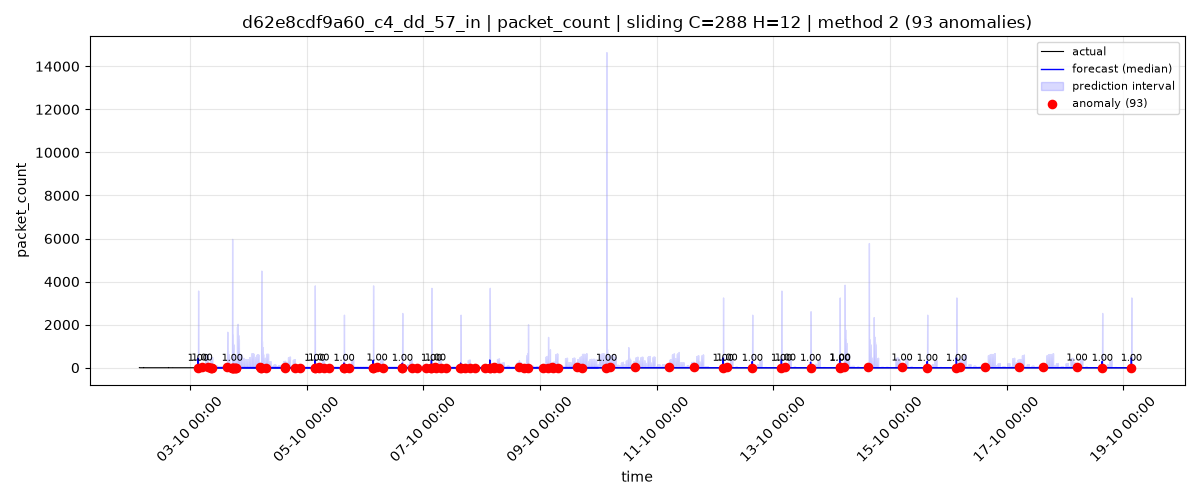 d62e8cdf9a60_c4_dd_57_in | packet_count | sliding C=288 H=12 | method 2 (93 anomalies)
actual
forecast (median)
prediction interval
anomaly (93)
packet_count
14000
12000
10000
8000
6000
4000
2000
0
1.00 1.00 1.00 1.00 1.00 1.00 1.00 1.00 1.00 1.00 1.00 1.00 1.00 1.00 1.00 1.00 1.00 1.00 1.00 1.00 1.00
03-10 00:00
05-10 00:00
07-10 00:00
09-10 00:00
11-10 00:00
13-10 00:00
15-10 00:00
17-10 00:00
19-10 00:00
time